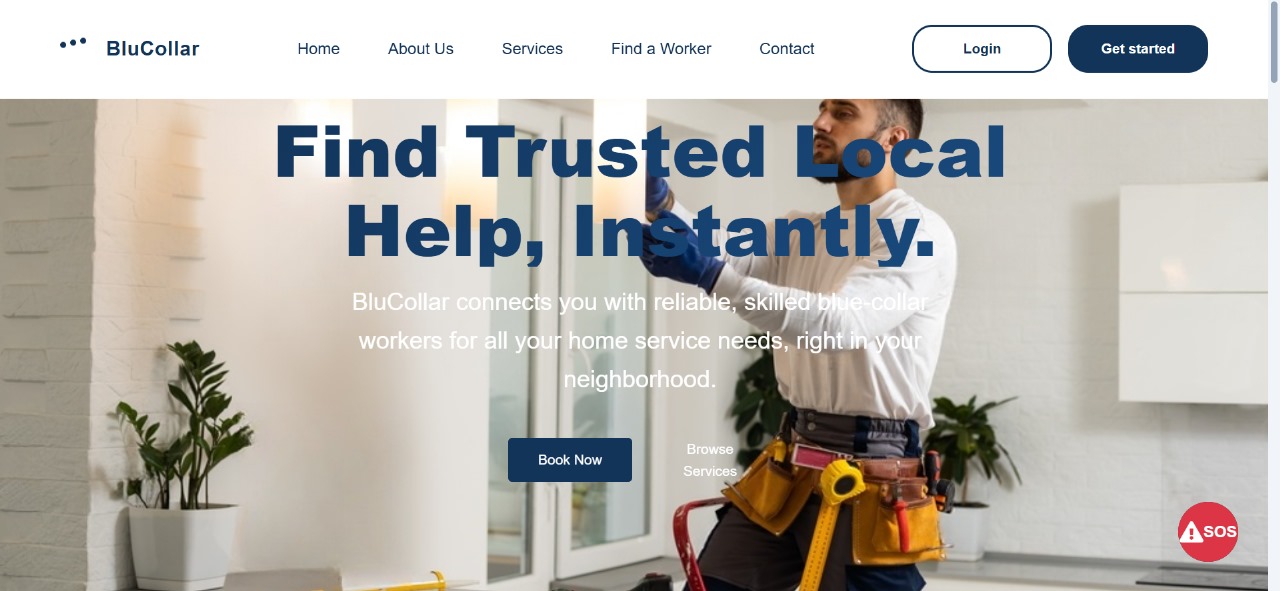 BluCollar
Home
About Us
Services
Find a Worker
Contact
Login
Get started
Find Trusted Local
Help, Instantly.
BluCollar connects you with reliable, skilled blue-collar
workers for all your home service needs, right in your
neighborhood.
Book Now
Browse
Services
SOS